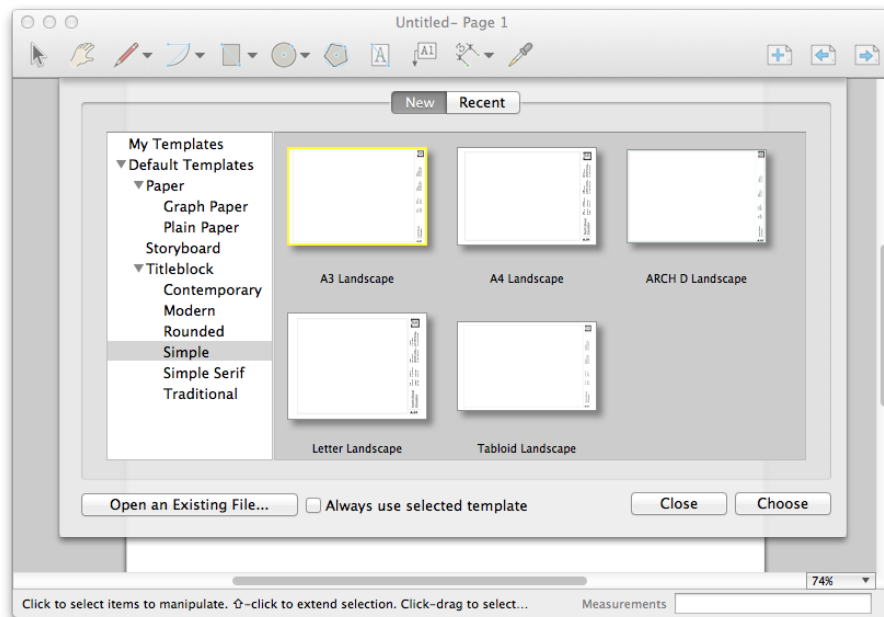 Untitled- Page 1
A
A1
New
Recent
My Templates
Default Templates
Paper
Graph Paper
Plain Paper
Storyboard
Titleblock
Contemporary
Modern
Rounded
Simple
Simple Serif
Traditional
A3 Landscape
A4 Landscape
ARCH D Landscape
Letter Landscape
Tabloid Landscape
Open an Existing File...
Always use selected template
Close
Choose
74%
Click to select items to manipulate. ⇧-click to extend selection. Click-drag to select...
Measurements